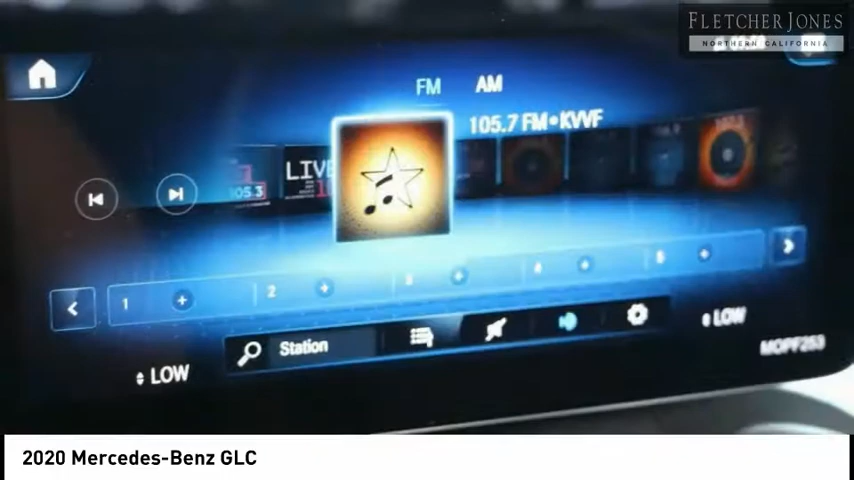 FLETCHER JONES
NORTHERN CALIFORNIA
FM AM
105.7 FM•KVVF
105.3
LIVE
1 2 3 4 5
Station
LOW
LOW
MOPF253
2020 Mercedes-Benz GLC